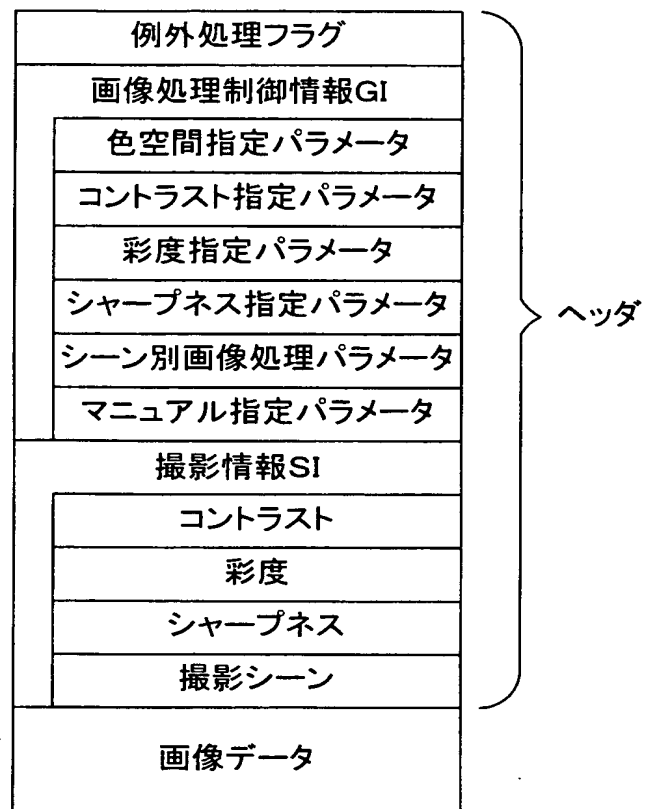 例外処理フラグ
画像処理制御情報GI
色空間指定パラメータ
コントラスト指定パラメータ
彩度指定パラメータ
シャープネス指定パラメータ
シーン別画像処理パラメータ
マニュアル指定パラメータ
撮影情報SI
コントラスト
彩度
シャープネス
撮影シーン
ヘッダ
画像データ